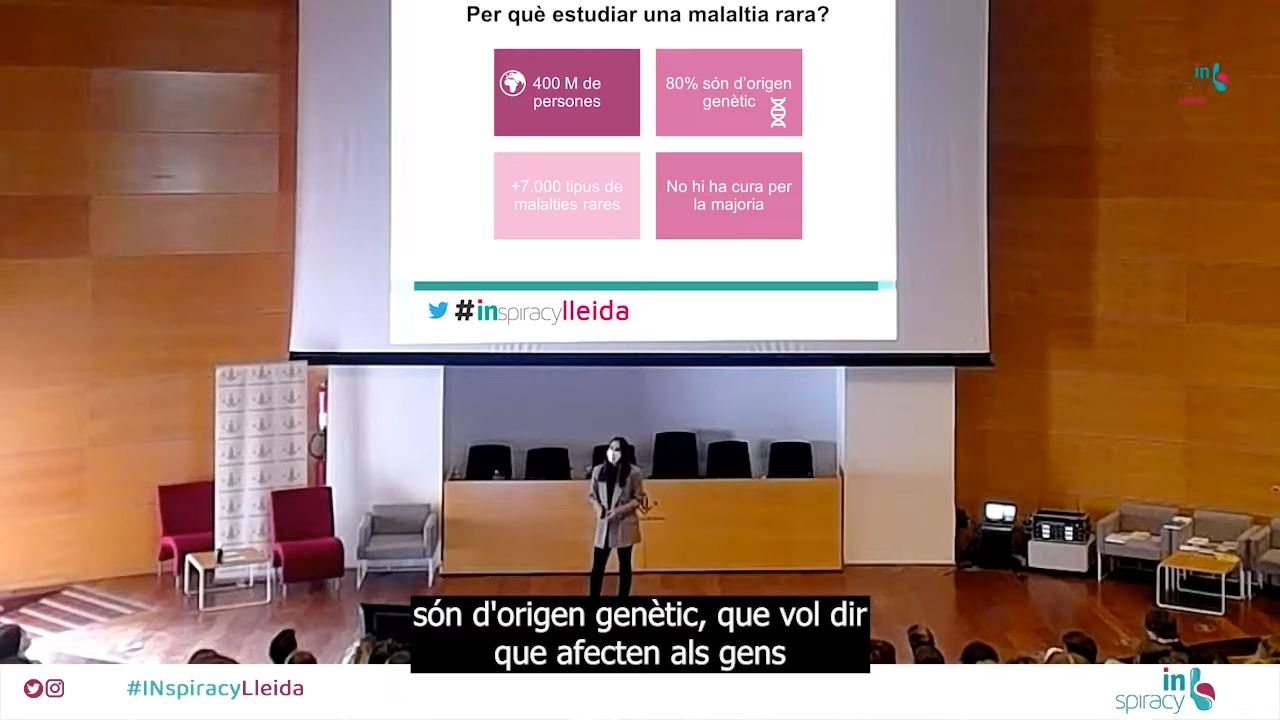 Per què estudiar una malaltia rara?
400 M de
persones
80% són d'origen
genètic
+7.000 tipus de
malalties rares
No hi ha cura per
la majoria
#inspiracylleida
in
són d'origen genètic, que vol dir
que afecten als gens
#INspiracyLleida
in
spiracy